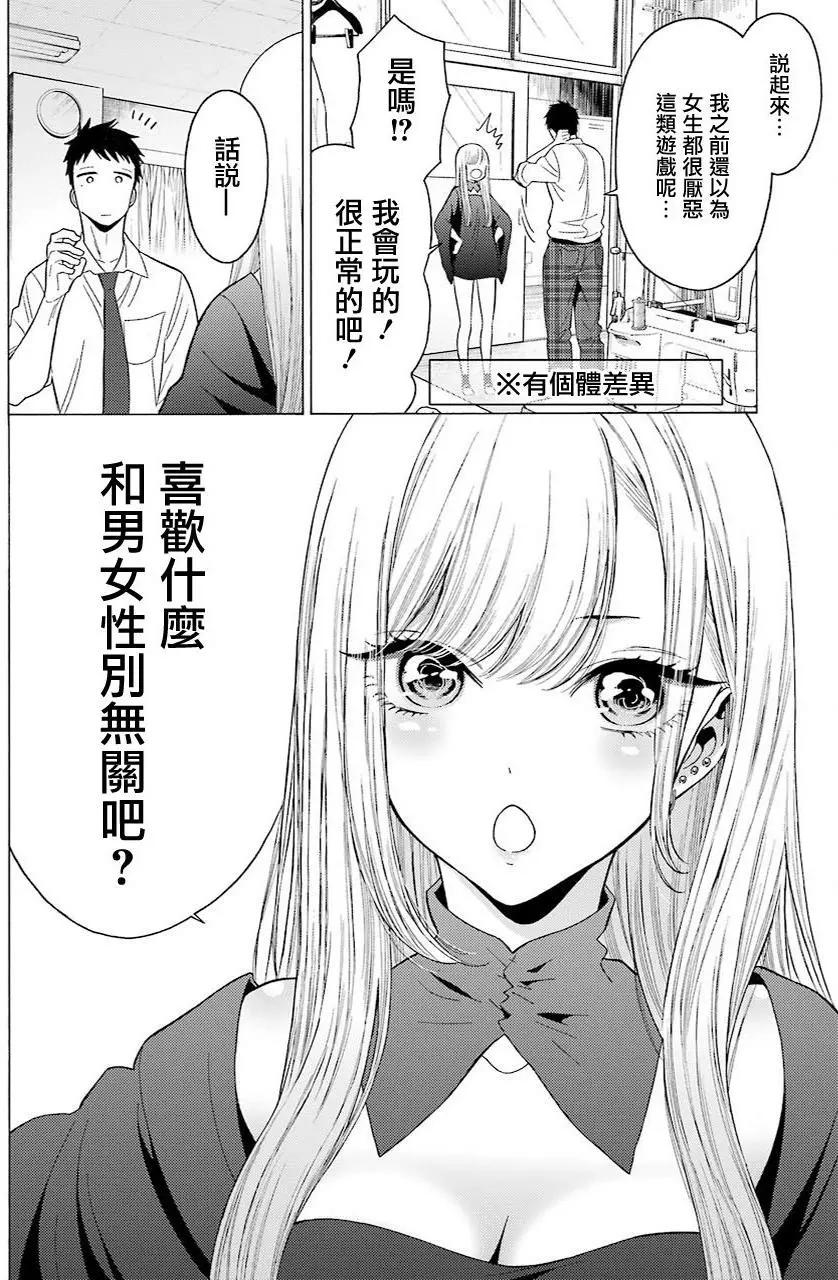 說起來…
我之前還以為
女生都很厭惡
這類遊戲呢…
是嗎!?
我會玩的！
很正常的吧！
※有個體差異
話說—
喜歡什麼
和男女性別無關吧？